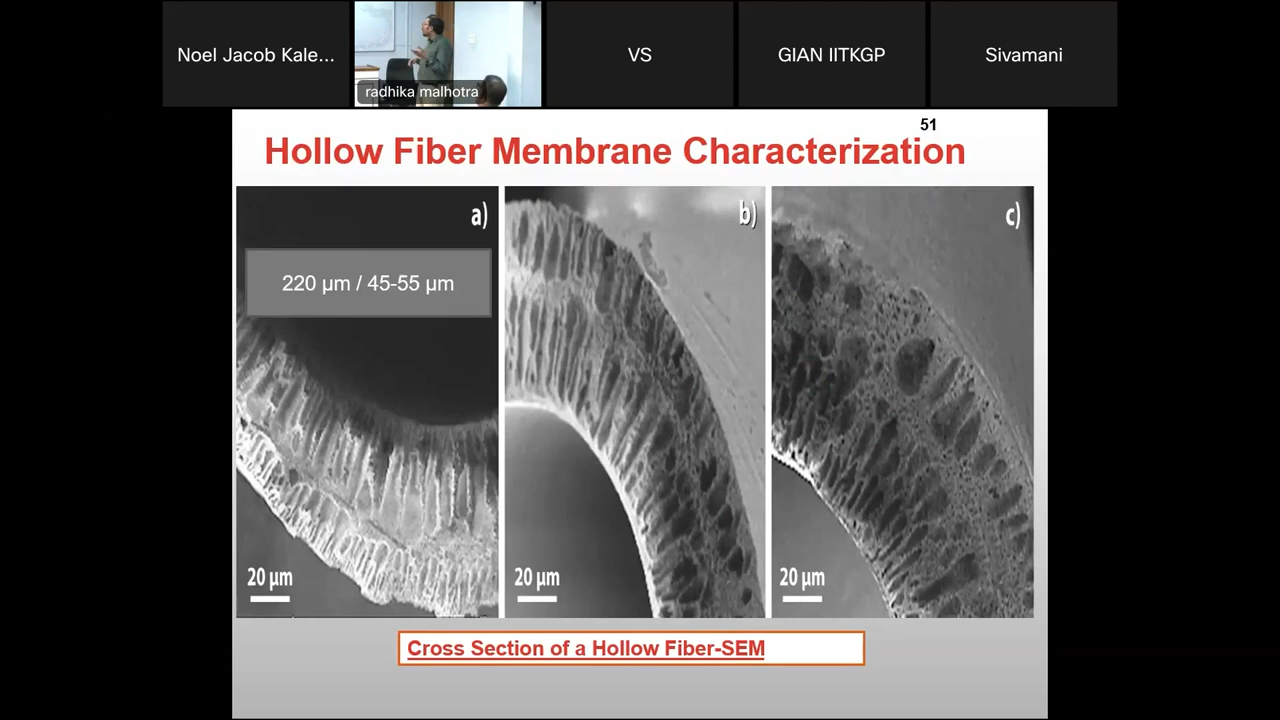 Noel Jacob Kale...
radhika malhotra
VS
GIAN IITKGP
Sivamani
51
Hollow Fiber Membrane Characterization
a)
b)
c)
220 µm / 45-55 µm
20 µm
20 µm
20 µm
Cross Section of a Hollow Fiber-SEM